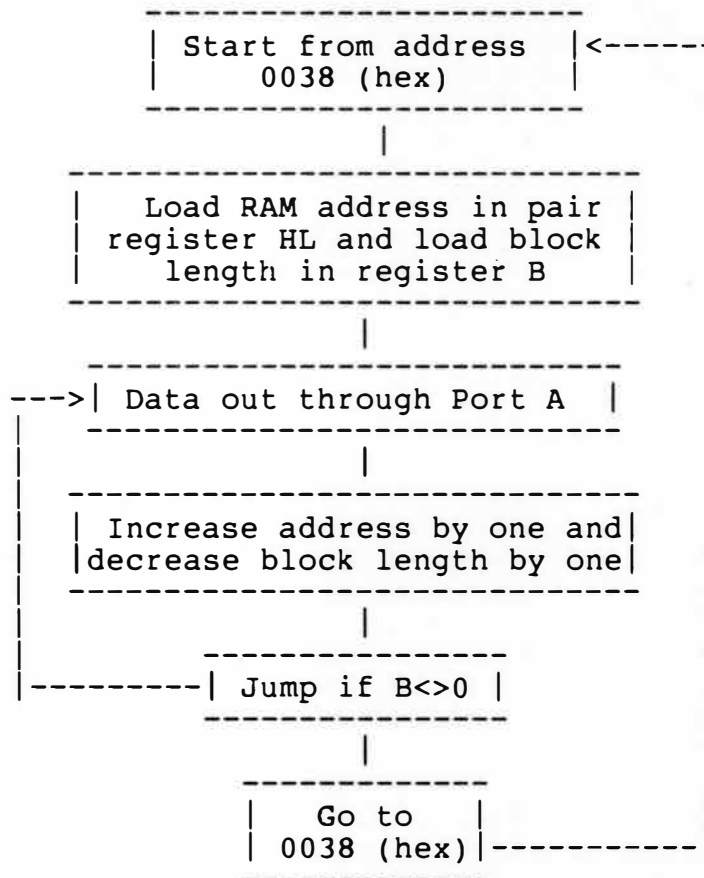 Start from address
0038 (hex)
Load RAM address in pair
register HL and load block
length in register B
Data out through Port A
Increase address by one and
decrease block length by one
Jump if B<>0
Go to
0038 (hex)